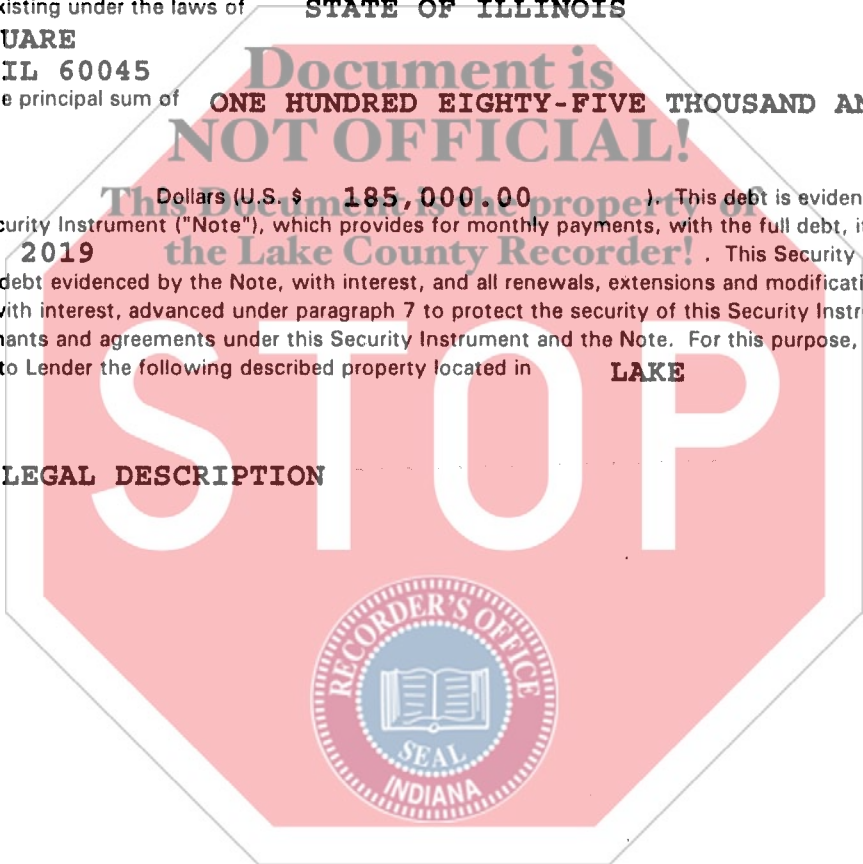 xisting under the laws of STATE OF ILLINOIS
UARE
IL 60045
e principal sum of ONE HUNDRED EIGHTY-FIVE THOUSAND AN
Document is
NOT OFFICIAL!
Dollars (U.S. $ 185,000.00 ). This debt is eviden
This Document is the property of
curity Instrument ("Note"), which provides for monthly payments, with the full debt, i
2019 . This Security
the Lake County Recorder!
debt evidenced by the Note, with interest, and all renewals, extensions and modificati
with interest, advanced under paragraph 7 to protect the security of this Security Instr
nants and agreements under this Security Instrument and the Note. For this purpose,
to Lender the following described property located in LAKE
STOP
LEGAL DESCRIPTION
RECORDER'S OFFICE
SEAL
INDIANA